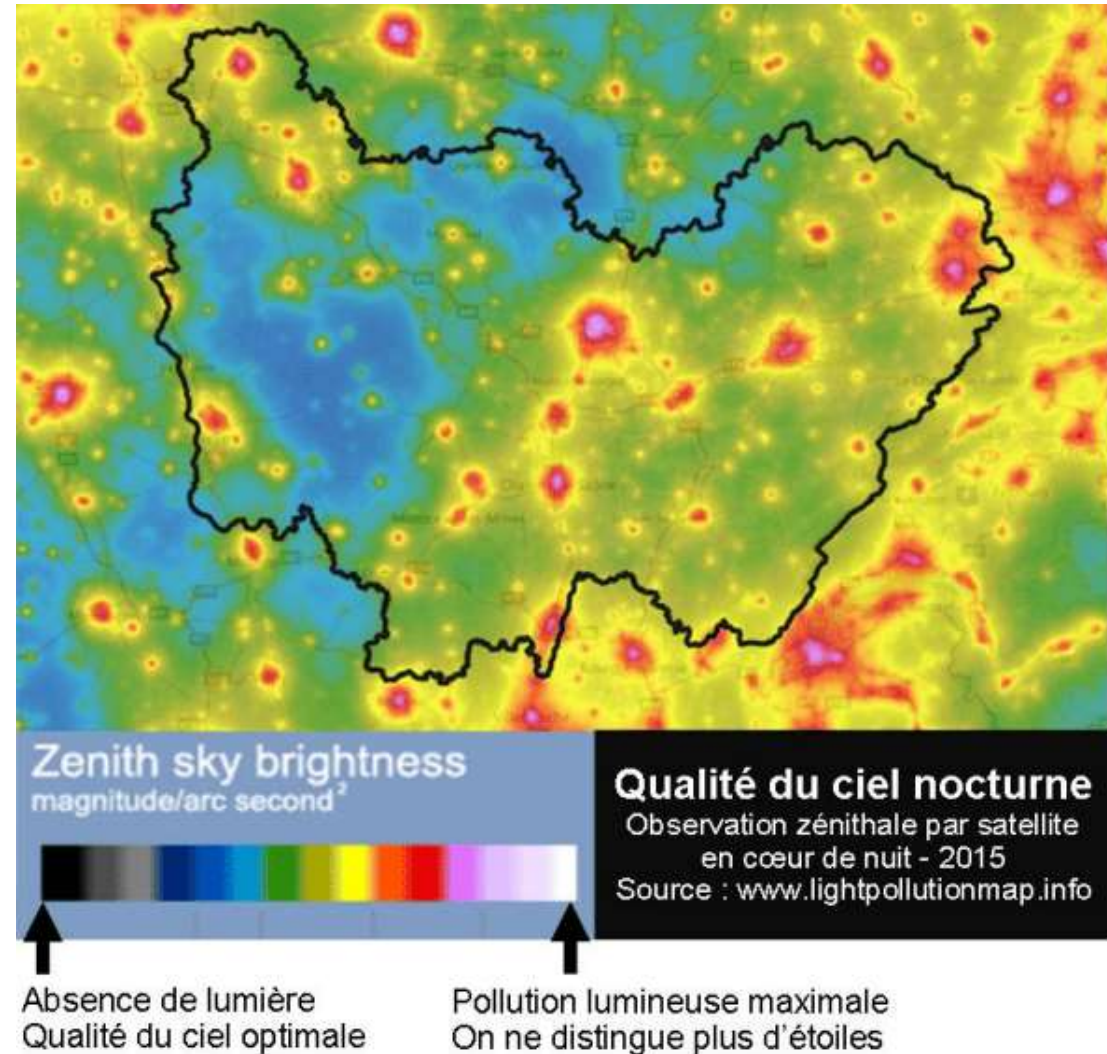 Zenith sky brightness
magnitude/arc second²
Qualité du ciel nocturne
Observation zénithale par satellite
en cœur de nuit - 2015
Source : www.lightpollutionmap.info
Absence de lumière
Qualité du ciel optimale
Pollution lumineuse maximale
On ne distingue plus d'étoiles